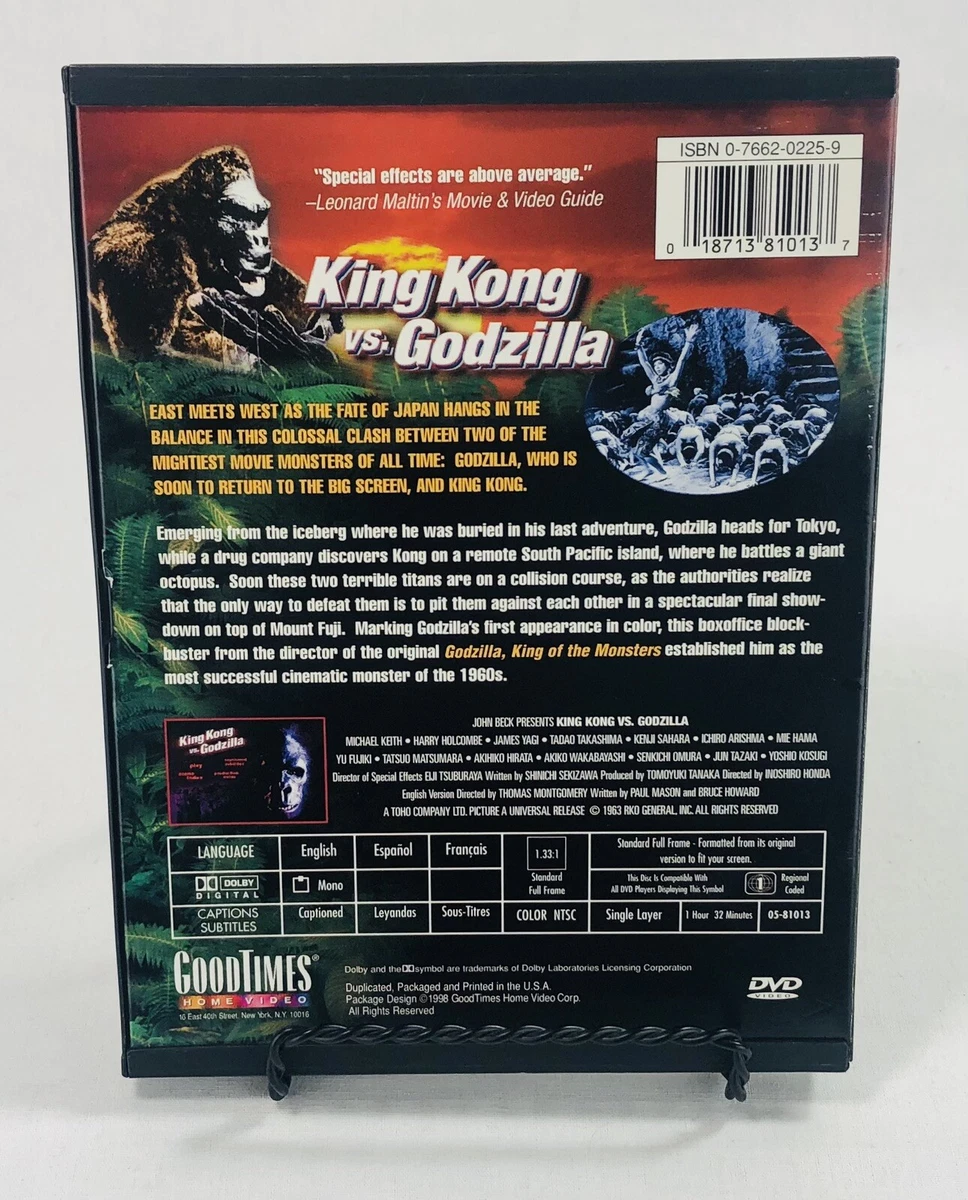 "Special effects are above average."
–Leonard Maltin's Movie & Video Guide
ISBN 0-7662-0225-9
0 18713 81013 7
King Kong
vs. Godzilla
EAST MEETS WEST AS THE FATE OF JAPAN HANGS IN THE
BALANCE IN THIS COLOSSAL CLASH BETWEEN TWO OF THE
MIGHTIEST MOVIE MONSTERS OF ALL TIME: GODZILLA, WHO IS
SOON TO RETURN TO THE BIG SCREEN, AND KING KONG.
Emerging from the iceberg where he was buried in his last adventure, Godzilla heads for Tokyo,
while a drug company discovers Kong on a remote South Pacific island, where he battles a giant
octopus. Soon these two terrible titans are on a collision course, as the authorities realize
that the only way to defeat them is to pit them against each other in a spectacular final show-
down on top of Mount Fuji. Marking Godzilla's first appearance in color, this boxoffice block-
buster from the director of the original Godzilla, King of the Monsters established him as the
most successful cinematic monster of the 1960s.
King Kong
vs. Godzilla
play
JOHN BECK PRESENTS KING KONG VS. GODZILLA
MICHAEL KEITH • HARRY HOLCOMBE • JAMES YAGI • TADAO TAKASHIMA • KENJI SAHARA • ICHIRO ARISHMA • MIE HAMA
YU FUJIKI • TATSUO MATSUMARA • AKIHIKO HIRATA • AKIKO WAKABAYASHI • SENKICHI OMURA • JUN TAZAKI • YOSHIO KOSUGI
Director of Special Effects EIJI TSUBURAYA Written by SHINICHI SEKIZAWA Produced by TOMOYUKI TANAKA Directed by INOSHIRO HONDA
English Version Directed by THOMAS MONTGOMERY Written by PAUL MASON and BRUCE HOWARD
A TOHO COMPANY LTD. PICTURE A UNIVERSAL RELEASE © 1963 RKO GENERAL, INC. ALL RIGHTS RESERVED
LANGUAGE English Español Français
DOLBY DIGITAL Mono
CAPTIONS SUBTITLES Captioned Leyandas Sous-Titres
1.33:1
Standard
Full Frame
COLOR NTSC
Standard Full Frame - Formatted from its original
version to fit your screen.
This Disc Is Compatible With
All DVD Players Displaying This Symbol
1
Regional
Coded
Single Layer 1 Hour 32 Minutes 05-81013
GOODTIMES®
HOME VIDEO
16 East 40th Street, New York, N.Y. 10016
Dolby and the DD symbol are trademarks of Dolby Laboratories Licensing Corporation
Duplicated, Packaged and Printed in the U.S.A.
Package Design ©1998 GoodTimes Home Video Corp.
All Rights Reserved
DVD
VIDEO